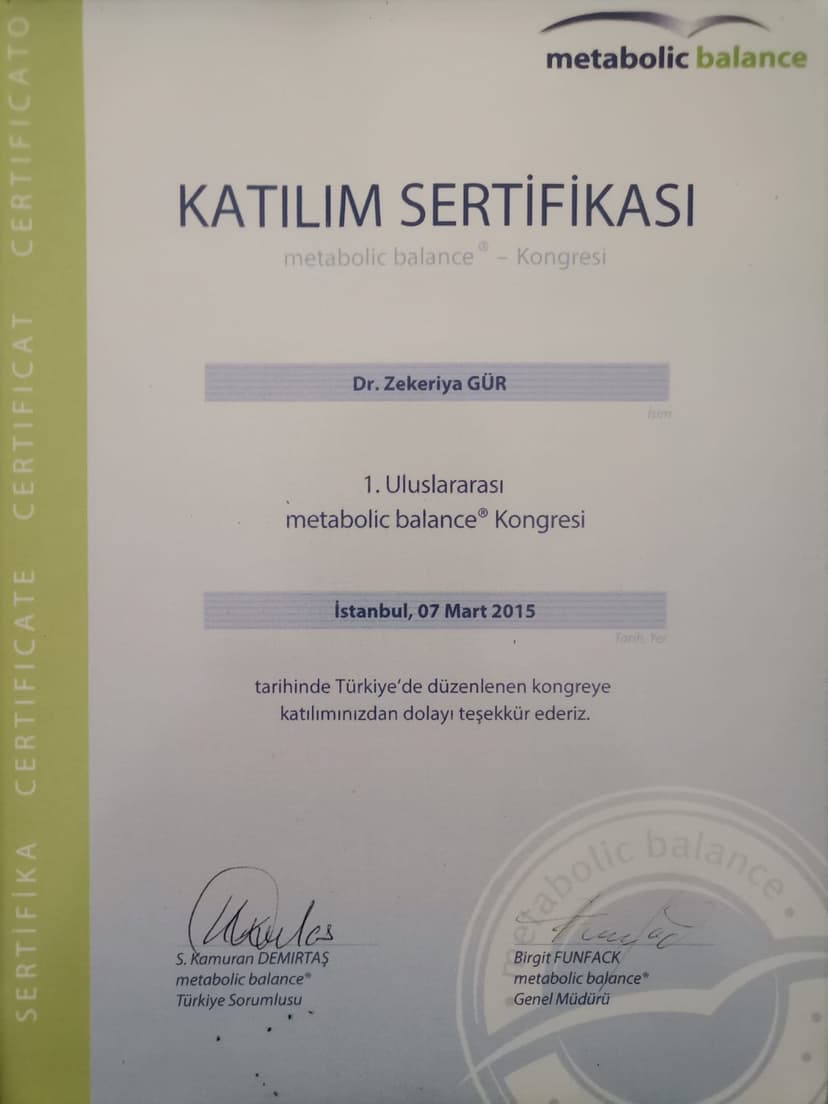 metabolic balance
KATILIM SERTİFİKASI
metabolic balance® – Kongresi
Dr. Zekeriya GÜR
İsim
1. Uluslararası
metabolic balance® Kongresi
İstanbul, 07 Mart 2015
Tarih, Yer
tarihinde Türkiye'de düzenlenen kongreye
katılımınızdan dolayı teşekkür ederiz.
S. Kamuran DEMIRTAŞ
metabolic balance®
Türkiye Sorumlusu
Birgit FUNFACK
metabolic balance®
Genel Müdürü
metabolic balance
SERTİFİKA CERTIFICATE CERTIFICAT CERTIFICATO